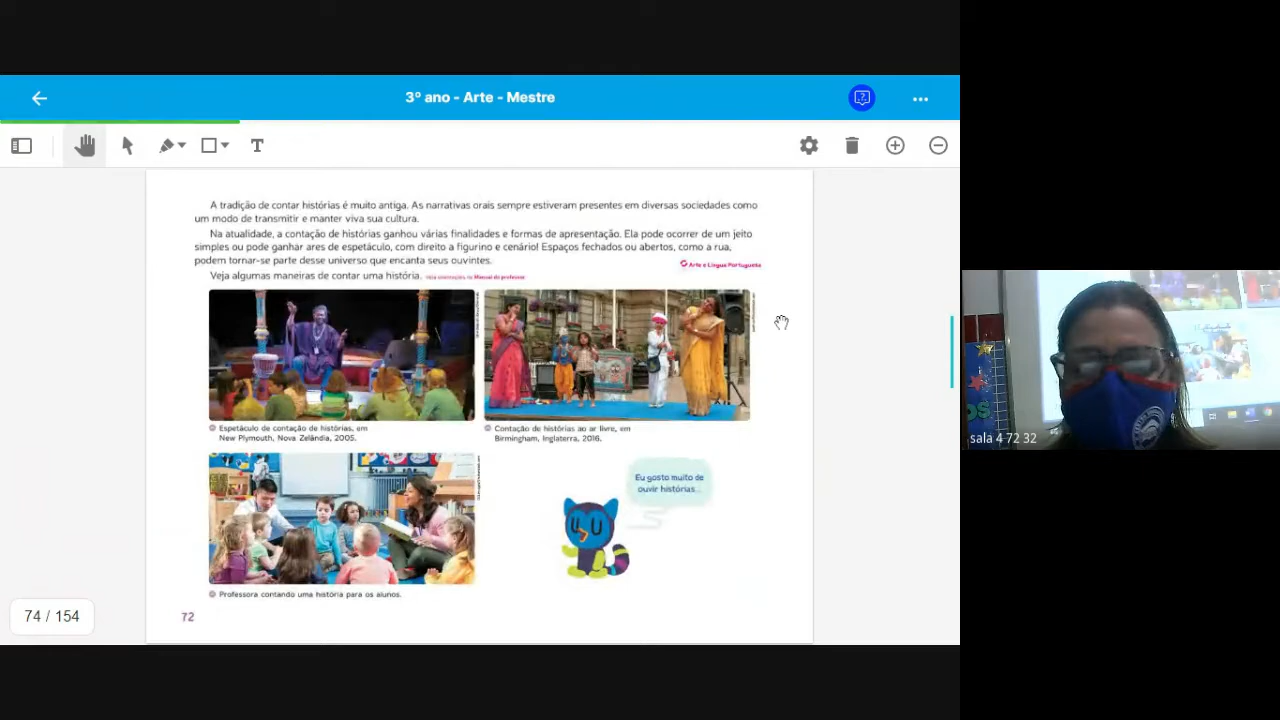 3º ano - Arte - Mestre
T
A tradição de contar histórias é muito antiga. As narrativas orais sempre estiveram presentes em diversas sociedades como
um modo de transmitir e manter viva sua cultura.
Na atualidade, a contação de histórias ganhou várias finalidades e formas de apresentação. Ela pode ocorrer de um jeito
simples ou pode ganhar ares de espetáculo, com direito a figurino e cenário! Espaços fechados ou abertos, como a rua,
podem tornar-se parte desse universo que encanta seus ouvintes.
Arte e Língua Portuguesa
Veja algumas maneiras de contar uma história.
Manual do professor.
Espetáculo de contação de histórias, em
New Plymouth, Nova Zelândia, 2005.
Contação de histórias ao ar livre, em
Birmingham, Inglaterra, 2016.
Eu gosto muito de
ouvir histórias...
Professora contando uma história para os alunos.
72
74 / 154
sala 4 72 32